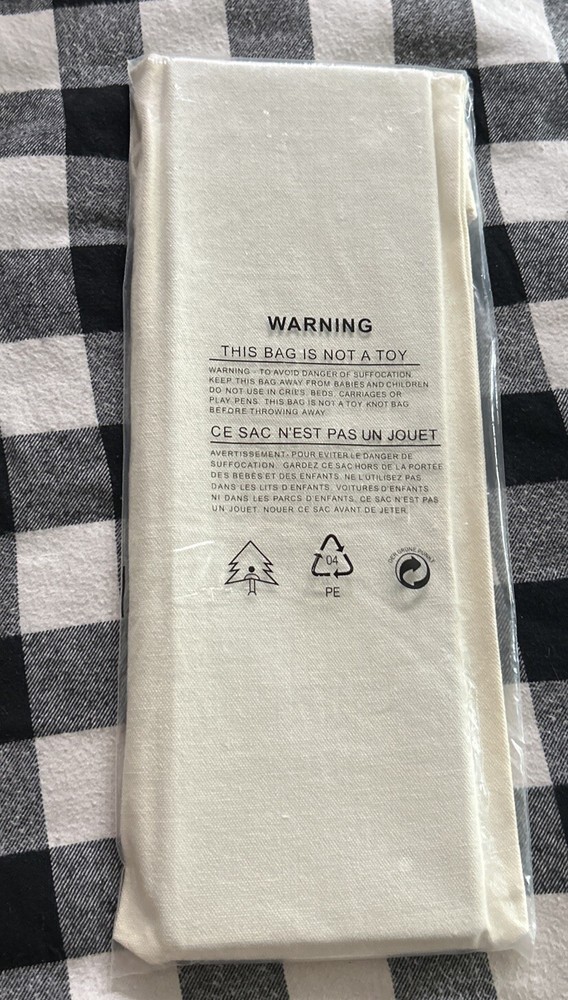 WARNING
THIS BAG IS NOT A TOY
WARNING - TO AVOID DANGER OF SUFFOCATION
KEEP THIS BAG AWAY FROM BABIES AND CHILDREN
DO NOT USE IN CRIL'S. BEDS, CARRIAGES OR
PLAY PENS. THIS BAG IS NOT A TOY KNOT BAG
BEFORE THROWING AWAY
CE SAC N'EST PAS UN JOUET
AVERTISSEMENT- POUR EVITER LE DANGER DE
SUFFOCATION. GARDEZ CE SAC HORS DE LA PORTÉE
DES BEBÉS ET DES ENFANTS. NE L'UTILISEZ PAS
DANS LES LITS D'ENFANTS. VOITURES D'ENFANTS
NI DANS LES PARCS D'ENFANTS. CE SAC N'EST PAS
UN JOUET. NOUER CE SAC AVANT DE JETER.
04
PE
DER GRÜNE PUNKT